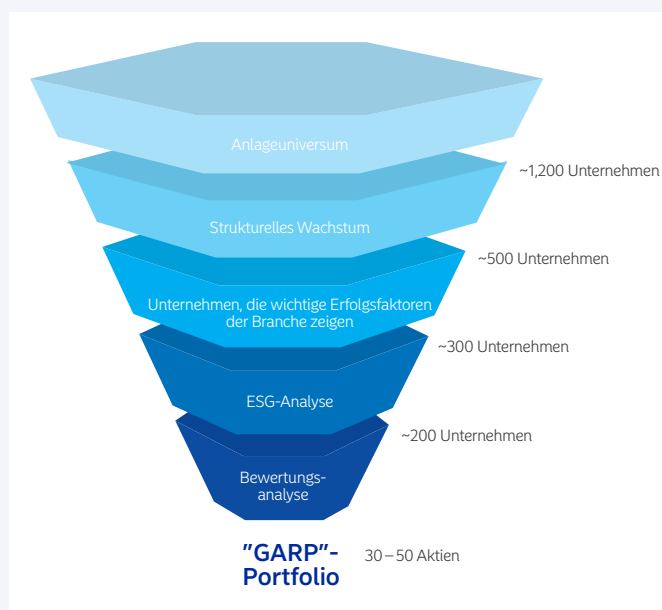 Anlageuniversum
~1,200 Unternehmen
Strukturelles Wachstum
~500 Unternehmen
Unternehmen, die wichtige Erfolgsfaktoren
der Branche zeigen
~300 Unternehmen
ESG-Analyse
~200 Unternehmen
Bewertungs-
analyse
”GARP”-
Portfolio
30–50 Aktien